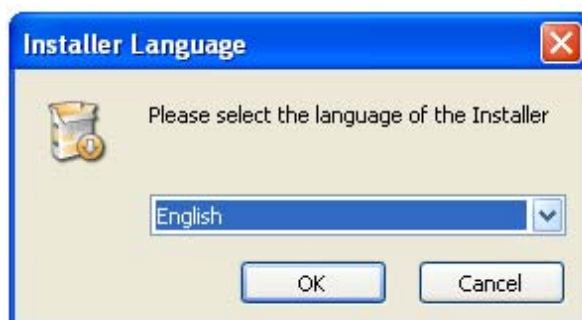 Installer Language
Please select the language of the Installer
English
OK
Cancel